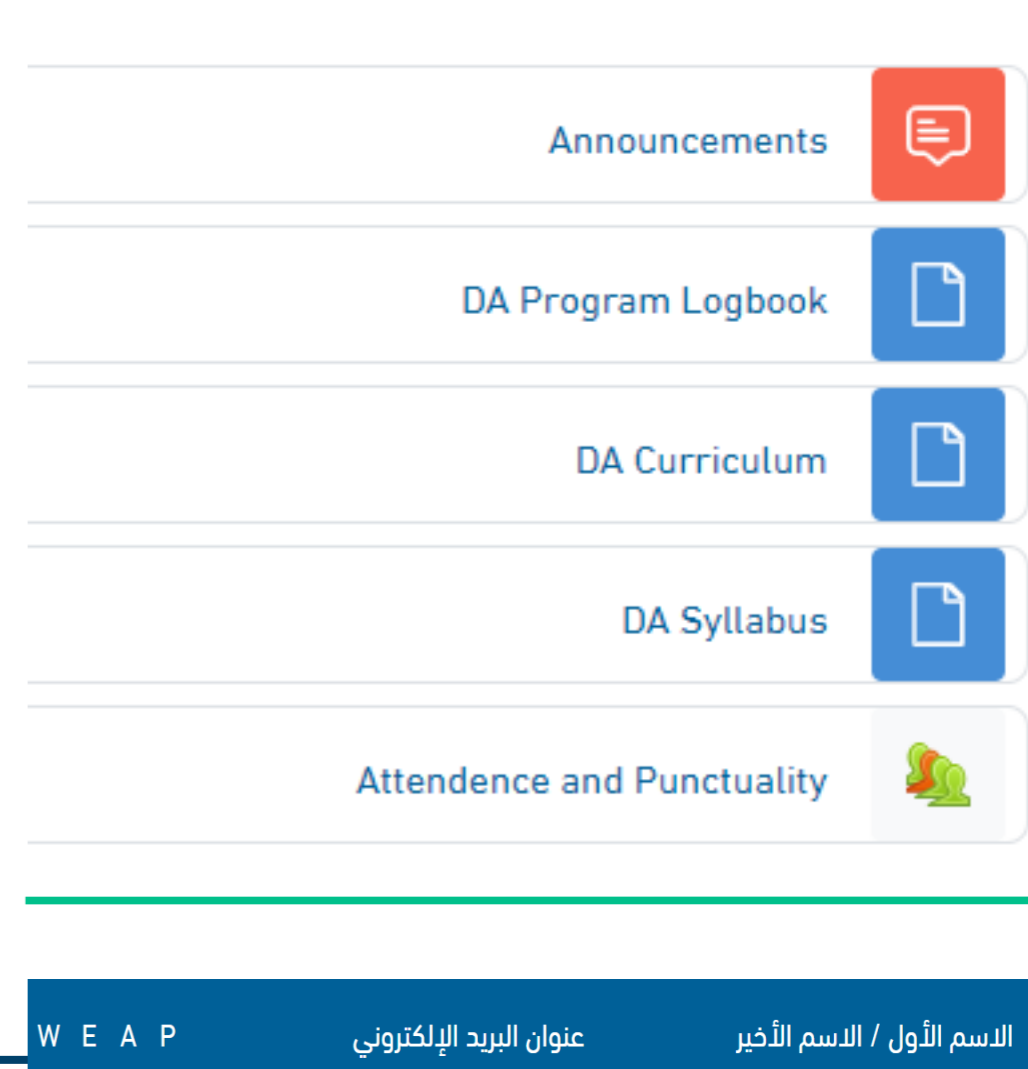 Announcements
DA Program Logbook
DA Curriculum
DA Syllabus
Attendence and Punctuality
الاسم الأول / الاسم الأخير عنوان البريد الإلكتروني P A E W